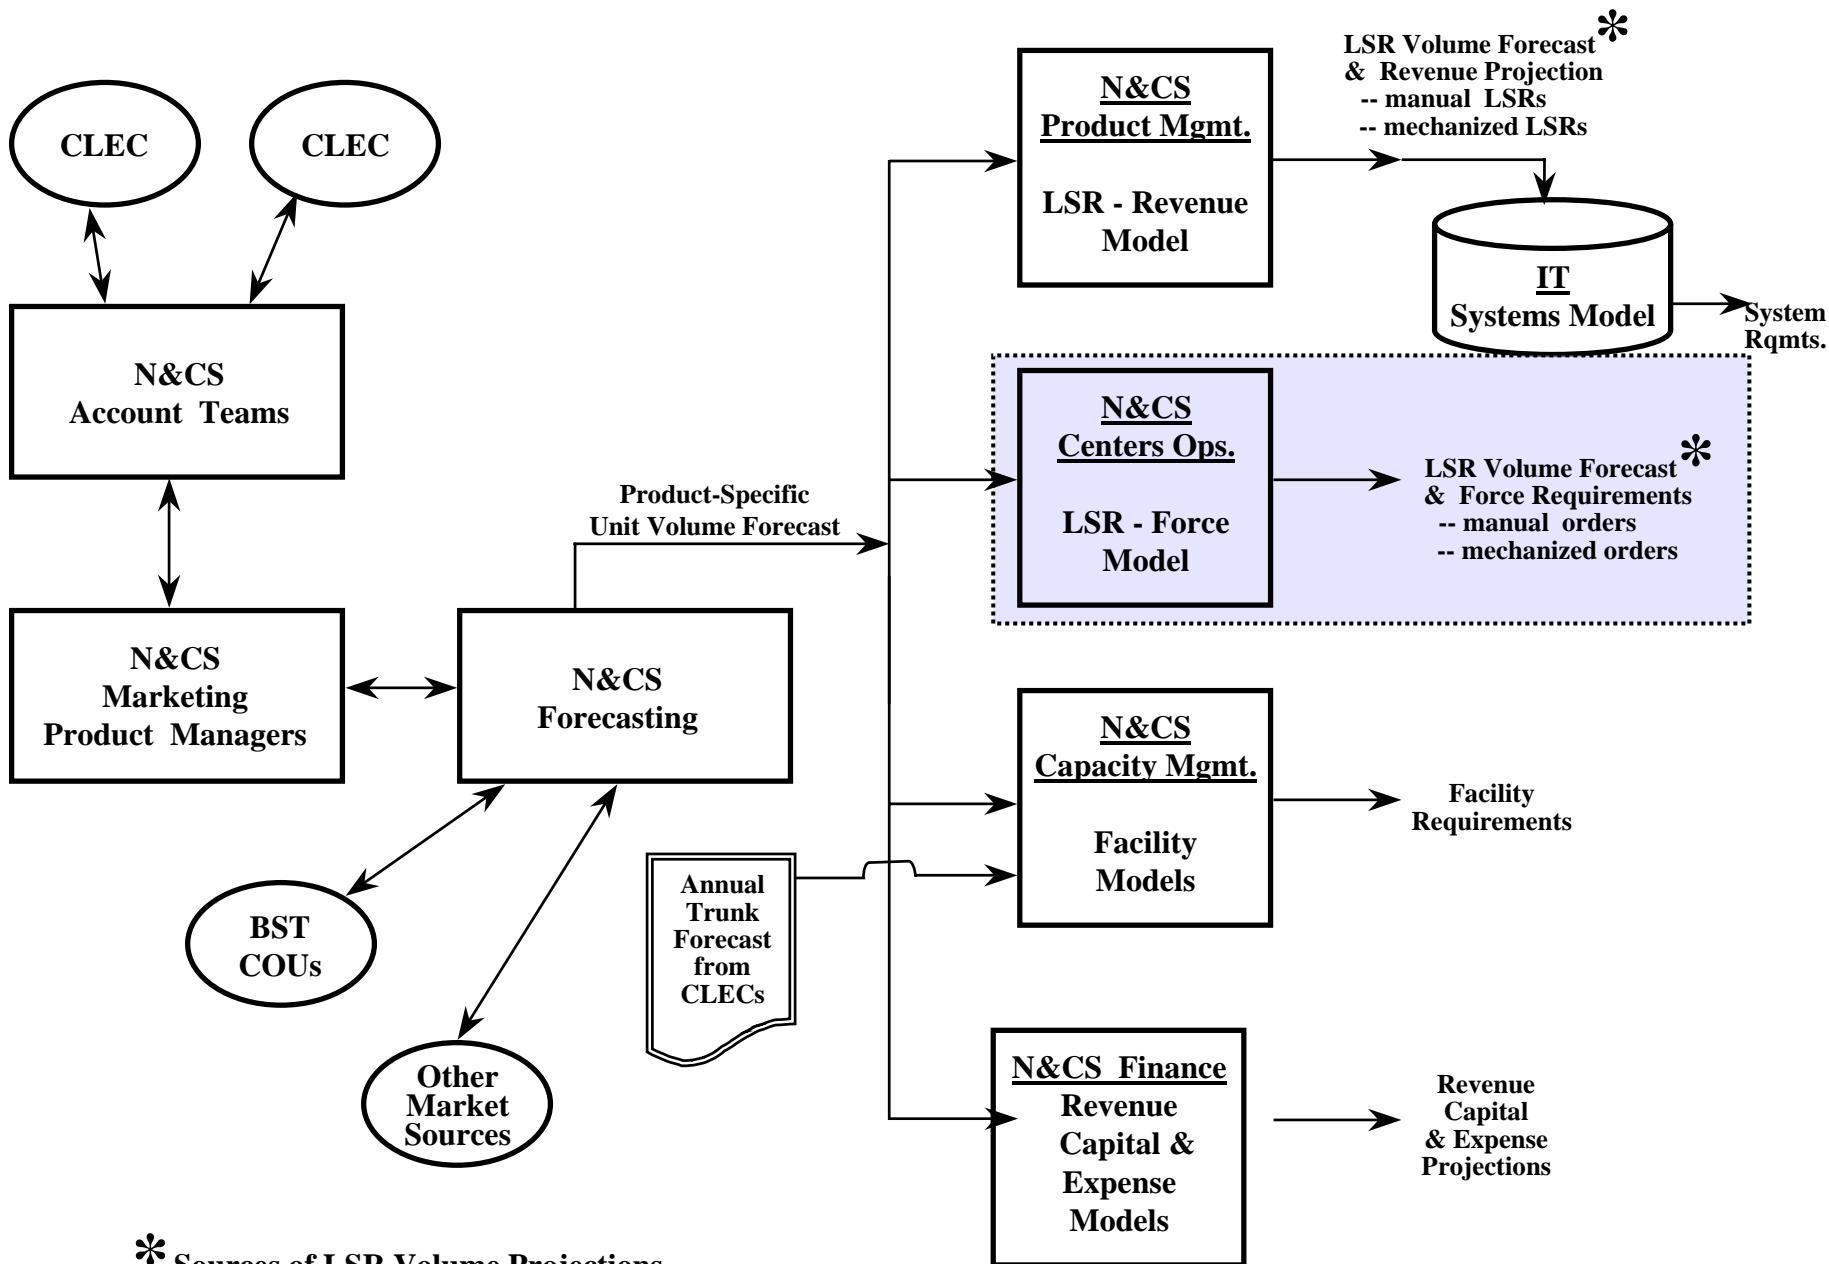 CLEC
CLEC
N&CS
Account Teams
N&CS
Marketing
Product Managers
N&CS
Forecasting
BST
COUs
Other
Market
Sources
Product-Specific
Unit Volume Forecast
Annual
Trunk
Forecast
from
CLECs
N&CS
Product Mgmt.
LSR - Revenue
Model
LSR Volume Forecast*
& Revenue Projection
-- manual LSRs
-- mechanized LSRs
IT
Systems Model
System
Rqmts.
N&CS
Centers Ops.
LSR - Force
Model
LSR Volume Forecast*
& Force Requirements
-- manual orders
-- mechanized orders
N&CS
Capacity Mgmt.
Facility
Models
Facility
Requirements
N&CS Finance
Revenue
Capital &
Expense
Models
Revenue
Capital
& Expense
Projections
* Sources of LSR Volume Projections